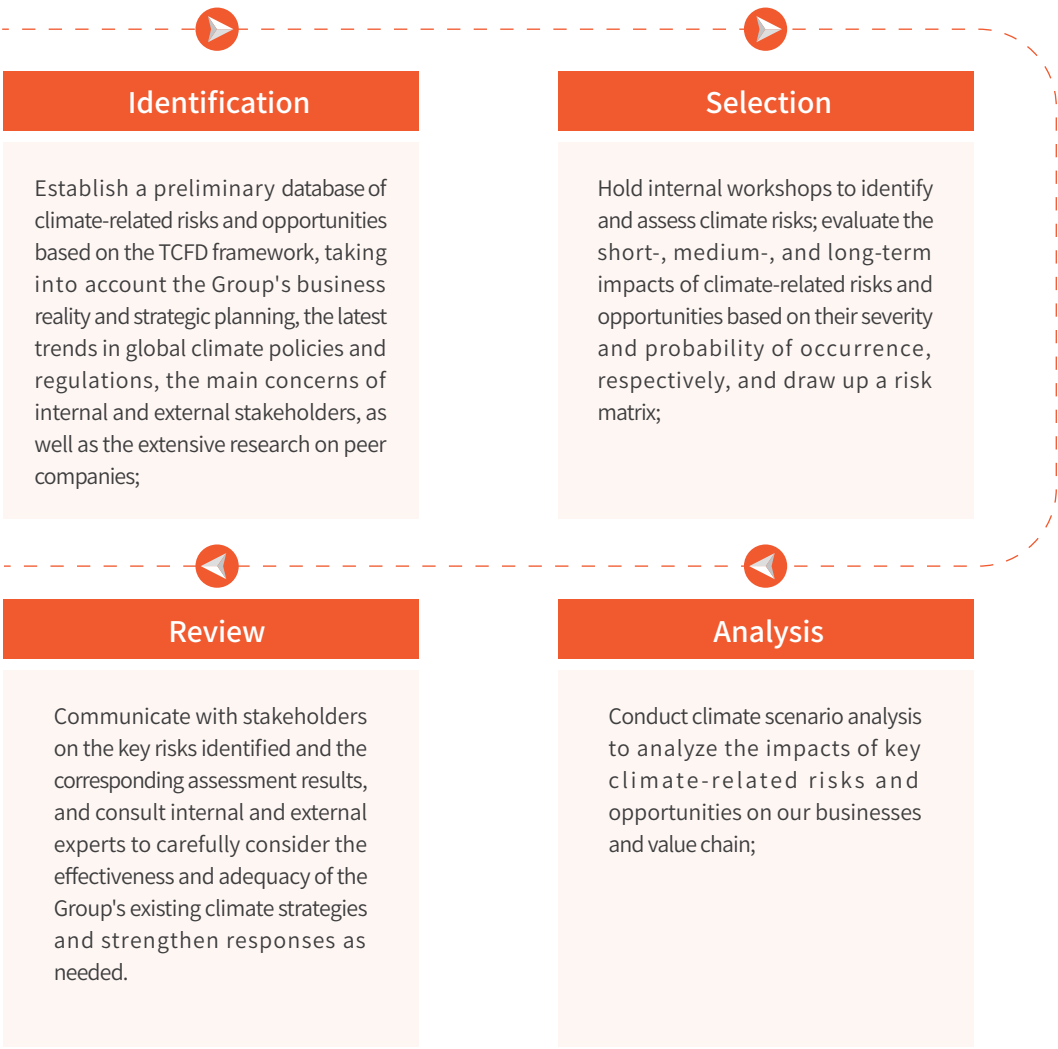 Identification
Establish a preliminary database of
climate-related risks and opportunities
based on the TCFD framework, taking
into account the Group's business
reality and strategic planning, the latest
trends in global climate policies and
regulations, the main concerns of
internal and external stakeholders, as
well as the extensive research on peer
companies;
Selection
Hold internal workshops to identify
and assess climate risks; evaluate the
short-, medium-, and long-term
impacts of climate-related risks and
opportunities based on their severity
and probability of occurrence,
respectively, and draw up a risk
matrix;
Analysis
Conduct climate scenario analysis
to analyze the impacts of key
climate-related risks and
opportunities on our businesses
and value chain;
Review
Communicate with stakeholders
on the key risks identified and the
corresponding assessment results,
and consult internal and external
experts to carefully consider the
effectiveness and adequacy of the
Group's existing climate strategies
and strengthen responses as
needed.